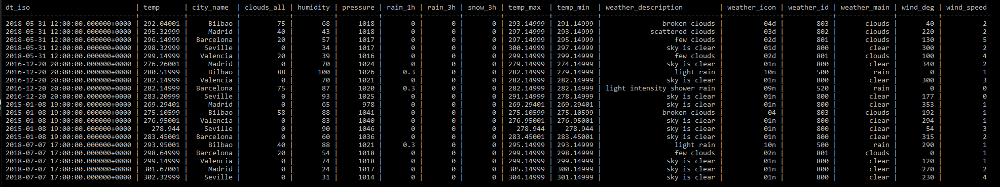 dt_iso | temp | city_name | clouds_all | humidity | pressure | rain_1h | rain_3h | snow_3h | temp_max | temp_min | weather_description | weather_icon | weather_id | weather_main | wind_deg | wind_speed
2018-05-31 12:00:00.000000+0000 | 292.04001 | Bilbao | 75 | 68 | 1018 | 0 | 0 | 0 | 293.14999 | 291.14999 | broken clouds | 04d | 803 | clouds | 40 | 2
2018-05-31 12:00:00.000000+0000 | 295.32999 | Madrid | 40 | 43 | 1018 | 0 | 0 | 0 | 297.14999 | 293.14999 | scattered clouds | 03d | 802 | clouds | 220 | 2
2018-05-31 12:00:00.000000+0000 | 296.14999 | Barcelona | 20 | 57 | 1017 | 0 | 0 | 0 | 297.14999 | 295.14999 | few clouds | 02d | 801 | clouds | 130 | 5
2018-05-31 12:00:00.000000+0000 | 298.32999 | Seville | 0 | 34 | 1017 | 0 | 0 | 0 | 300.14999 | 297.14999 | sky is clear | 01d | 800 | clear | 300 | 2
2018-05-31 12:00:00.000000+0000 | 299.14999 | Valencia | 20 | 39 | 1016 | 0 | 0 | 0 | 299.14999 | 299.14999 | few clouds | 02d | 801 | clouds | 100 | 4
2016-12-20 20:00:00.000000+0000 | 276.26001 | Madrid | 0 | 70 | 1024 | 0 | 0 | 0 | 279.14999 | 274.14999 | sky is clear | 01n | 800 | clear | 340 | 2
2016-12-20 20:00:00.000000+0000 | 280.51999 | Bilbao | 88 | 100 | 1026 | 0.3 | 0 | 0 | 282.14999 | 279.14999 | light rain | 10n | 500 | rain | 0 | 1
2016-12-20 20:00:00.000000+0000 | 282.14999 | Valencia | 0 | 70 | 1021 | 0 | 0 | 0 | 282.14999 | 282.14999 | sky is clear | 01n | 800 | clear | 300 | 3
2016-12-20 20:00:00.000000+0000 | 282.14999 | Barcelona | 75 | 87 | 1020 | 0.3 | 0 | 0 | 282.14999 | 282.14999 | light intensity shower rain | 09n | 520 | rain | 0 | 0
2016-12-20 20:00:00.000000+0000 | 283.20999 | Seville | 0 | 93 | 1025 | 0 | 0 | 0 | 291.14999 | 278.14999 | sky is clear | 01n | 800 | clear | 177 | 0
2015-01-08 19:00:00.000000+0000 | 269.29401 | Madrid | 0 | 65 | 978 | 0 | 0 | 0 | 269.29401 | 269.29401 | sky is clear | 01n | 800 | clear | 353 | 1
2015-01-08 19:00:00.000000+0000 | 275.10599 | Bilbao | 58 | 88 | 1041 | 0 | 0 | 0 | 275.10599 | 275.10599 | broken clouds | 04 | 803 | clouds | 192 | 1
2015-01-08 19:00:00.000000+0000 | 276.95001 | Valencia | 0 | 83 | 1040 | 0 | 0 | 0 | 276.95001 | 276.95001 | sky is clear | 01n | 800 | clear | 294 | 1
2015-01-08 19:00:00.000000+0000 | 278.944 | Seville | 0 | 90 | 1046 | 0 | 0 | 0 | 278.944 | 278.944 | sky is clear | 01n | 800 | clear | 54 | 3
2015-01-08 19:00:00.000000+0000 | 283.45001 | Barcelona | 0 | 60 | 1036 | 0 | 0 | 0 | 283.45001 | 283.45001 | sky is clear | 01n | 800 | clear | 315 | 2
2018-07-07 17:00:00.000000+0000 | 293.95001 | Bilbao | 40 | 88 | 1021 | 0.3 | 0 | 0 | 295.14999 | 293.14999 | light rain | 10n | 500 | rain | 290 | 1
2018-07-07 17:00:00.000000+0000 | 298.64999 | Barcelona | 20 | 54 | 1018 | 0 | 0 | 0 | 299.14999 | 298.14999 | few clouds | 02n | 801 | clouds | 0 | 1
2018-07-07 17:00:00.000000+0000 | 299.14999 | Valencia | 0 | 74 | 1018 | 0 | 0 | 0 | 299.14999 | 299.14999 | sky is clear | 01n | 800 | clear | 120 | 1
2018-07-07 17:00:00.000000+0000 | 301.67001 | Madrid | 0 | 24 | 1017 | 0 | 0 | 0 | 305.14999 | 300.14999 | sky is clear | 01n | 800 | clear | 270 | 2
2018-07-07 17:00:00.000000+0000 | 302.32999 | Seville | 0 | 31 | 1014 | 0 | 0 | 0 | 304.14999 | 301.14999 | sky is clear | 01n | 800 | clear | 230 | 4